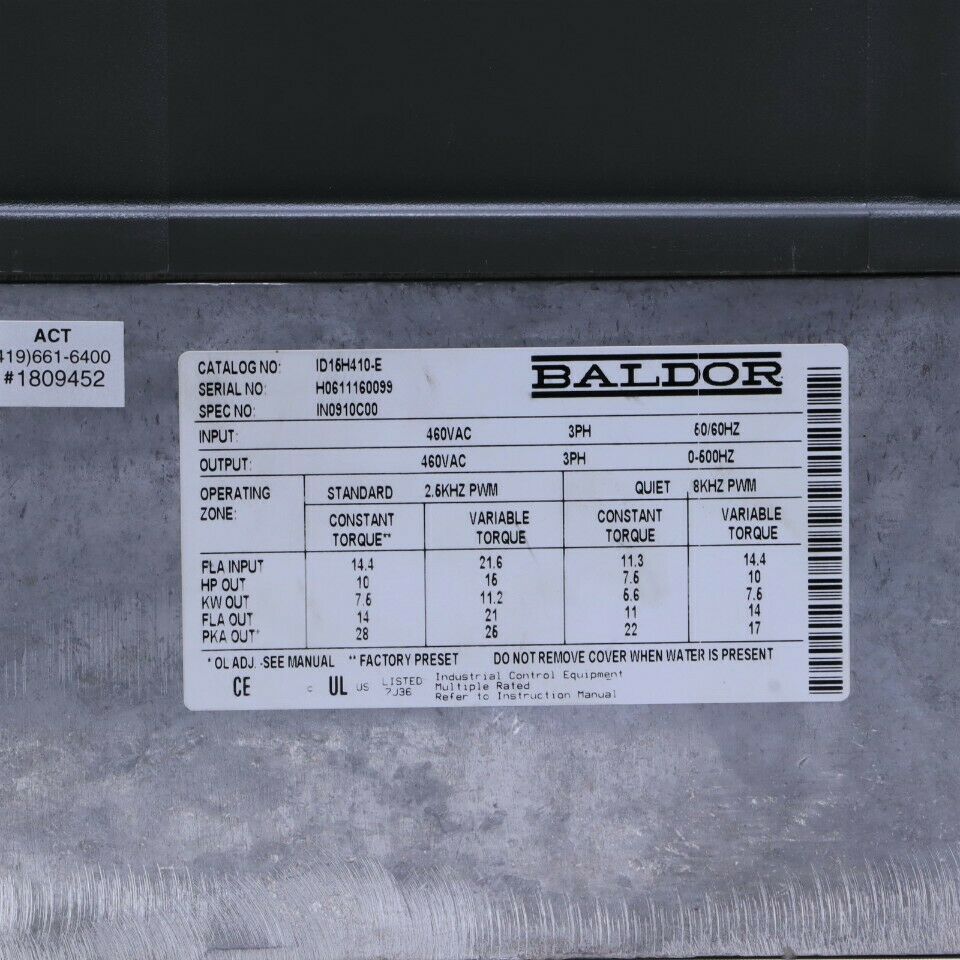 ACT
419)661-6400
#1809452
BALDOR
CATALOG NO: ID15H410-E
SERIAL NO: H0611160099
SPEC NO: IN0910C00
INPUT: 460VAC 3PH 50/60HZ
OUTPUT: 460VAC 3PH 0-500HZ
OPERATING ZONE: STANDARD 2.5KHZ PWM QUIET 8KHZ PWM
CONSTANT TORQUE** VARIABLE TORQUE CONSTANT TORQUE VARIABLE TORQUE
FLA INPUT 14.4 21.6 11.3 14.4
HP OUT 10 15 7.5 10
KW OUT 7.5 11.2 5.6 7.5
FLA OUT 14 21 11 14
PKA OUT* 28 25 22 17
* OL ADJ. -SEE MANUAL ** FACTORY PRESET DO NOT REMOVE COVER WHEN WATER IS PRESENT
CE c UL US LISTED 7J36
Industrial Control Equipment
Multiple Rated
Refer to Instruction Manual